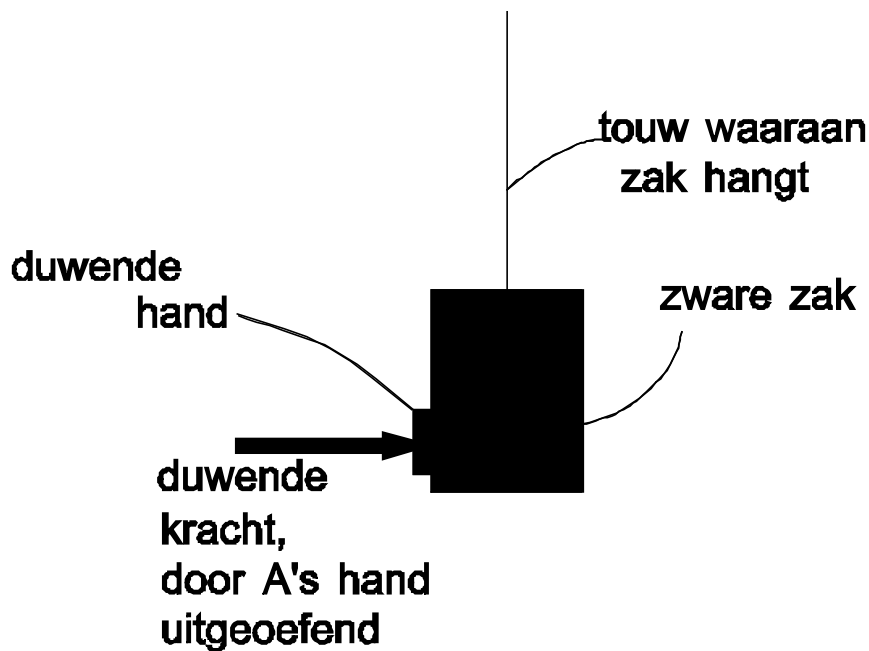 touw waaraan
zak hangt
duwende
hand
zware zak
duwende
kracht,
door A's hand
uitgeoefend